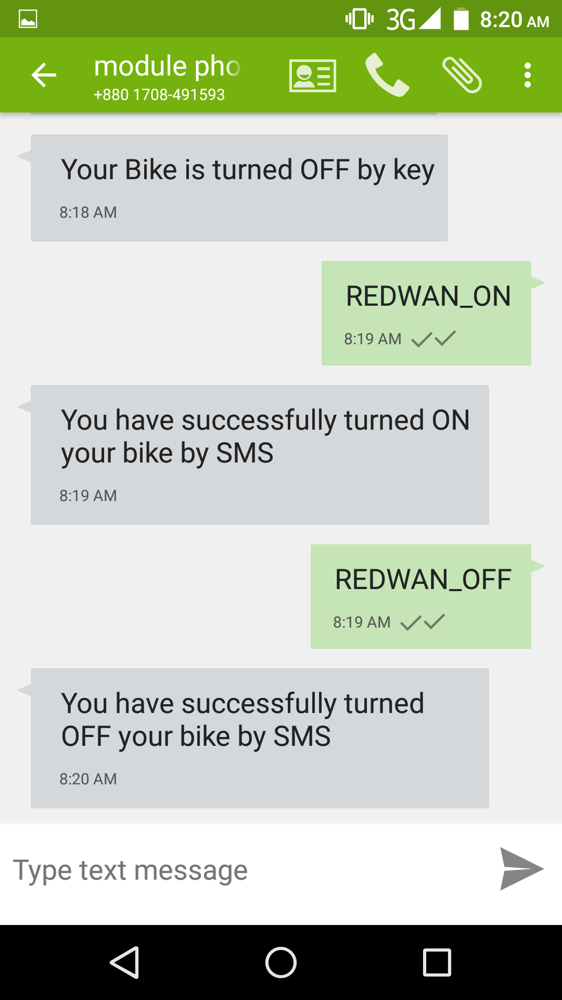 3G 8:20 AM
module pho
+880 1708-491593
Your Bike is turned OFF by key
8:18 AM
REDWAN_ON
8:19 AM
You have successfully turned ON
your bike by SMS
8:19 AM
REDWAN_OFF
8:19 AM
You have successfully turned
OFF your bike by SMS
8:20 AM
Type text message